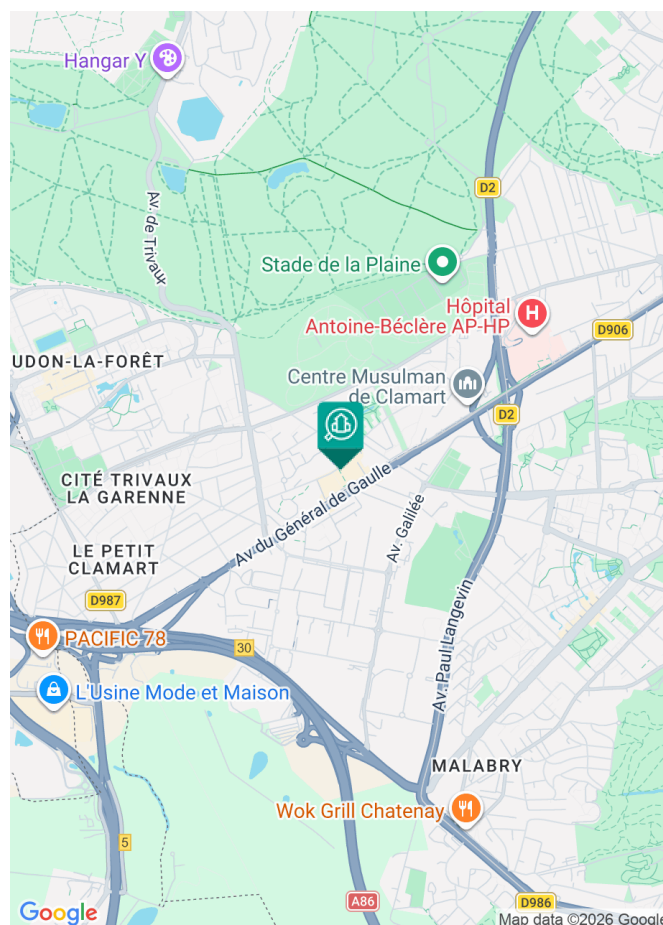 Hangar Y
D2
Av. de Trivaux
Stade de la Plaine
Hôpital
Antoine-Béclère AP-HP
H
D906
UDON-LA-FORÊT
Centre Musulman
de Clamart
D2
CITÉ TRIVAUX
LA GARENNE
Av du Général de Gaulle
Av. Galilée
LE PETIT
CLAMART
D987
Av. Paul Langevin
PACIFIC 78
30
L'Usine Mode et Maison
MALABRY
Wok Grill Chatenay
5
A86
D986
Google
Map data ©2026 Google